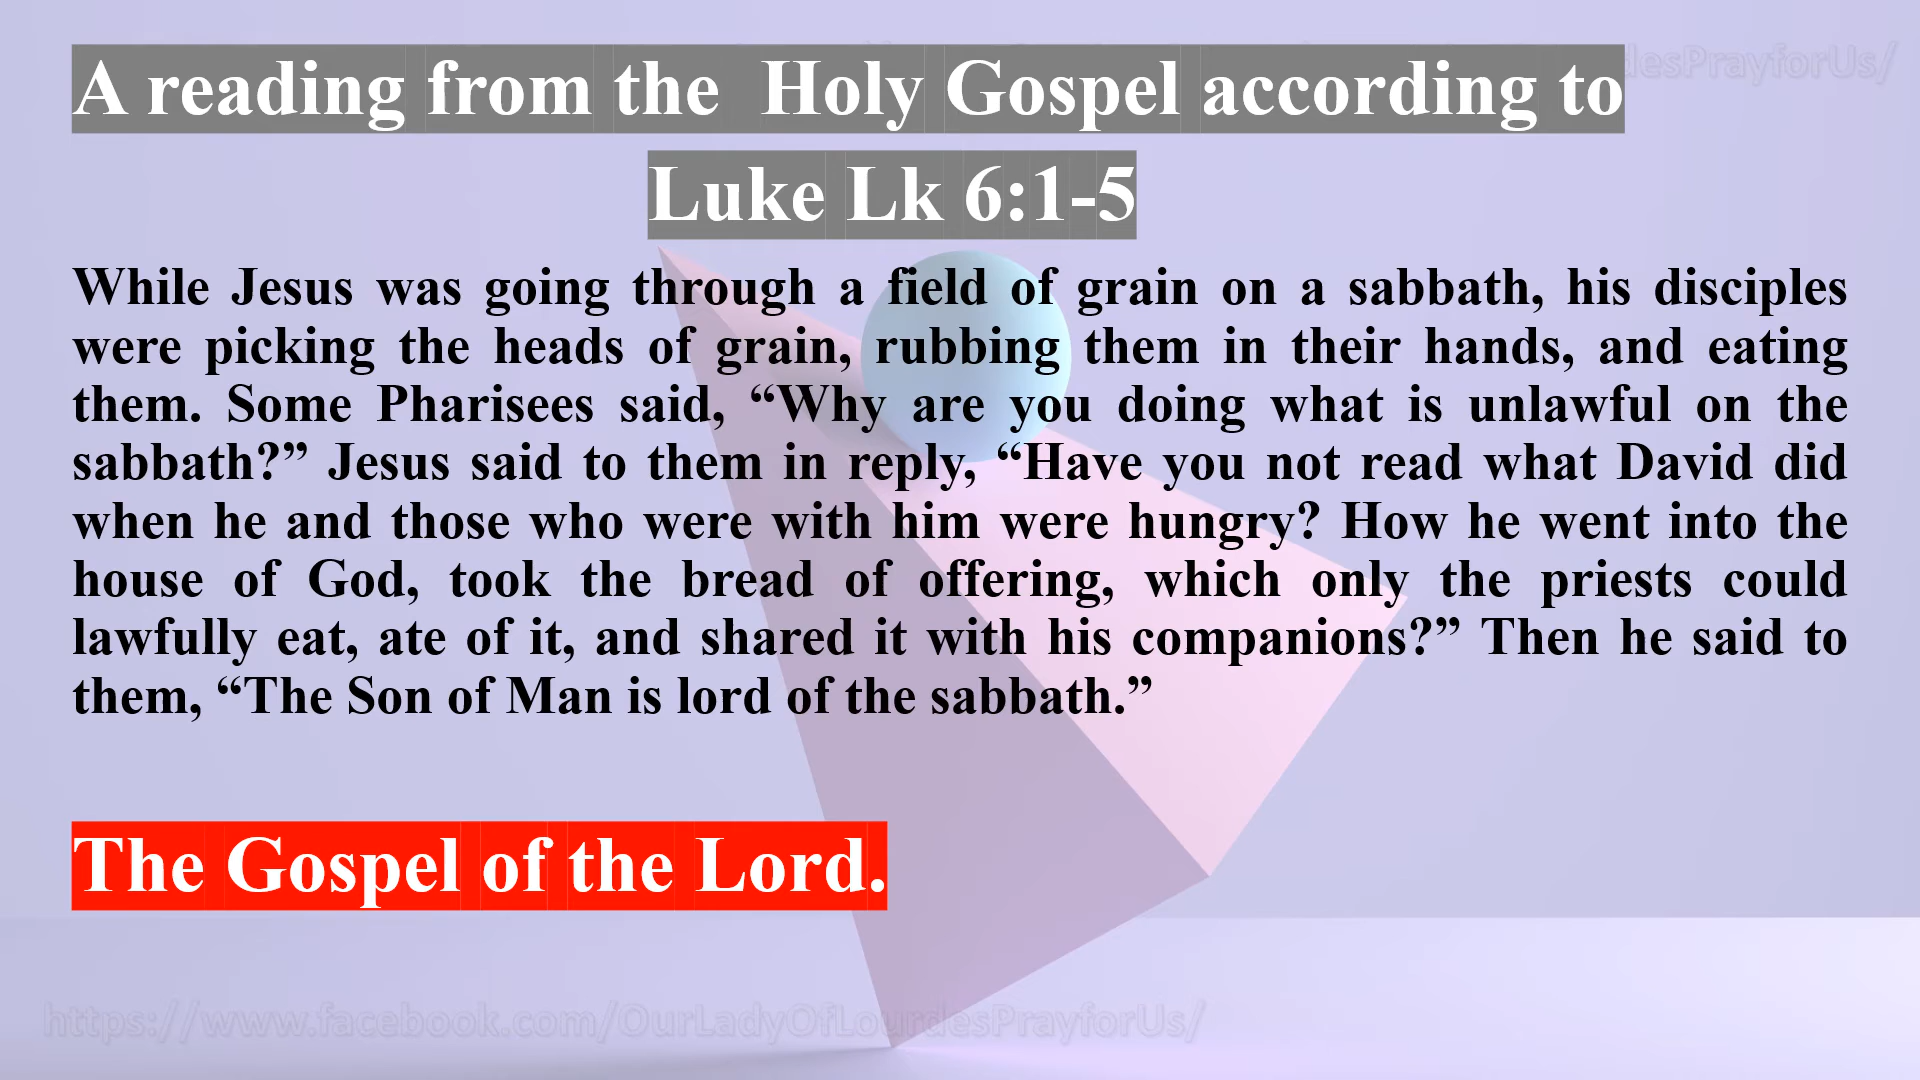 desPrayforUs/
A reading from the  Holy Gospel according to
Luke Lk 6:1-5
While Jesus was going through a field of grain on a sabbath, his disciples
were picking the heads of grain, rubbing them in their hands, and eating
them. Some Pharisees said, “Why are you doing what is unlawful on the
sabbath?” Jesus said to them in reply, “Have you not read what David did
when he and those who were with him were hungry? How he went into the
house of God, took the bread of offering, which only the priests could
lawfully eat, ate of it, and shared it with his companions?” Then he said to
them, “The Son of Man is lord of the sabbath.”
The Gospel of the Lord.
https://www.facebook.com/OurLadyOfLourdesPrayforUs/